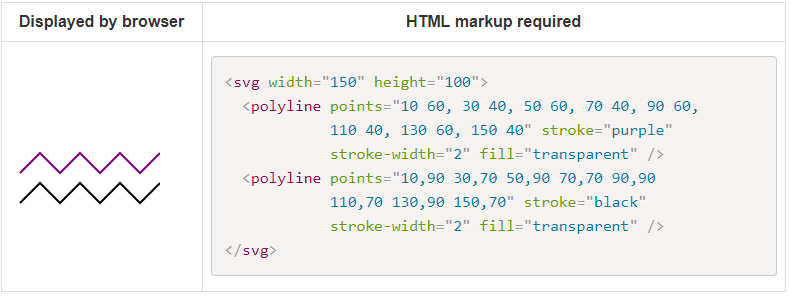 Displayed by browser
HTML markup required
<svg width="150" height="100">
<polyline points="10 60, 30 40, 50 60, 70 40, 90 60,
110 40, 130 60, 150 40" stroke="purple"
stroke-width="2" fill="transparent" />
<polyline points="10,90 30,70 50,90 70,70 90,90
110,70 130,90 150,70" stroke="black"
stroke-width="2" fill="transparent" />
</svg>